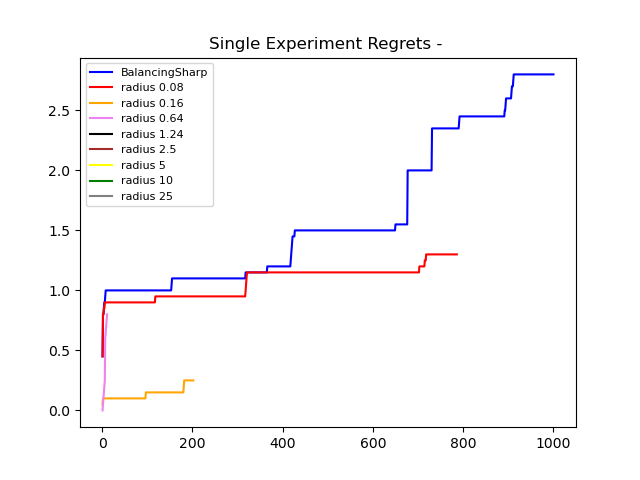 Single Experiment Regrets -
BalancingSharp
radius 0.08
radius 0.16
radius 0.64
radius 1.24
radius 2.5
radius 5
radius 10
radius 25
2.5
2.0
1.5
1.0
0.5
0.0
0 200 400 600 800 1000